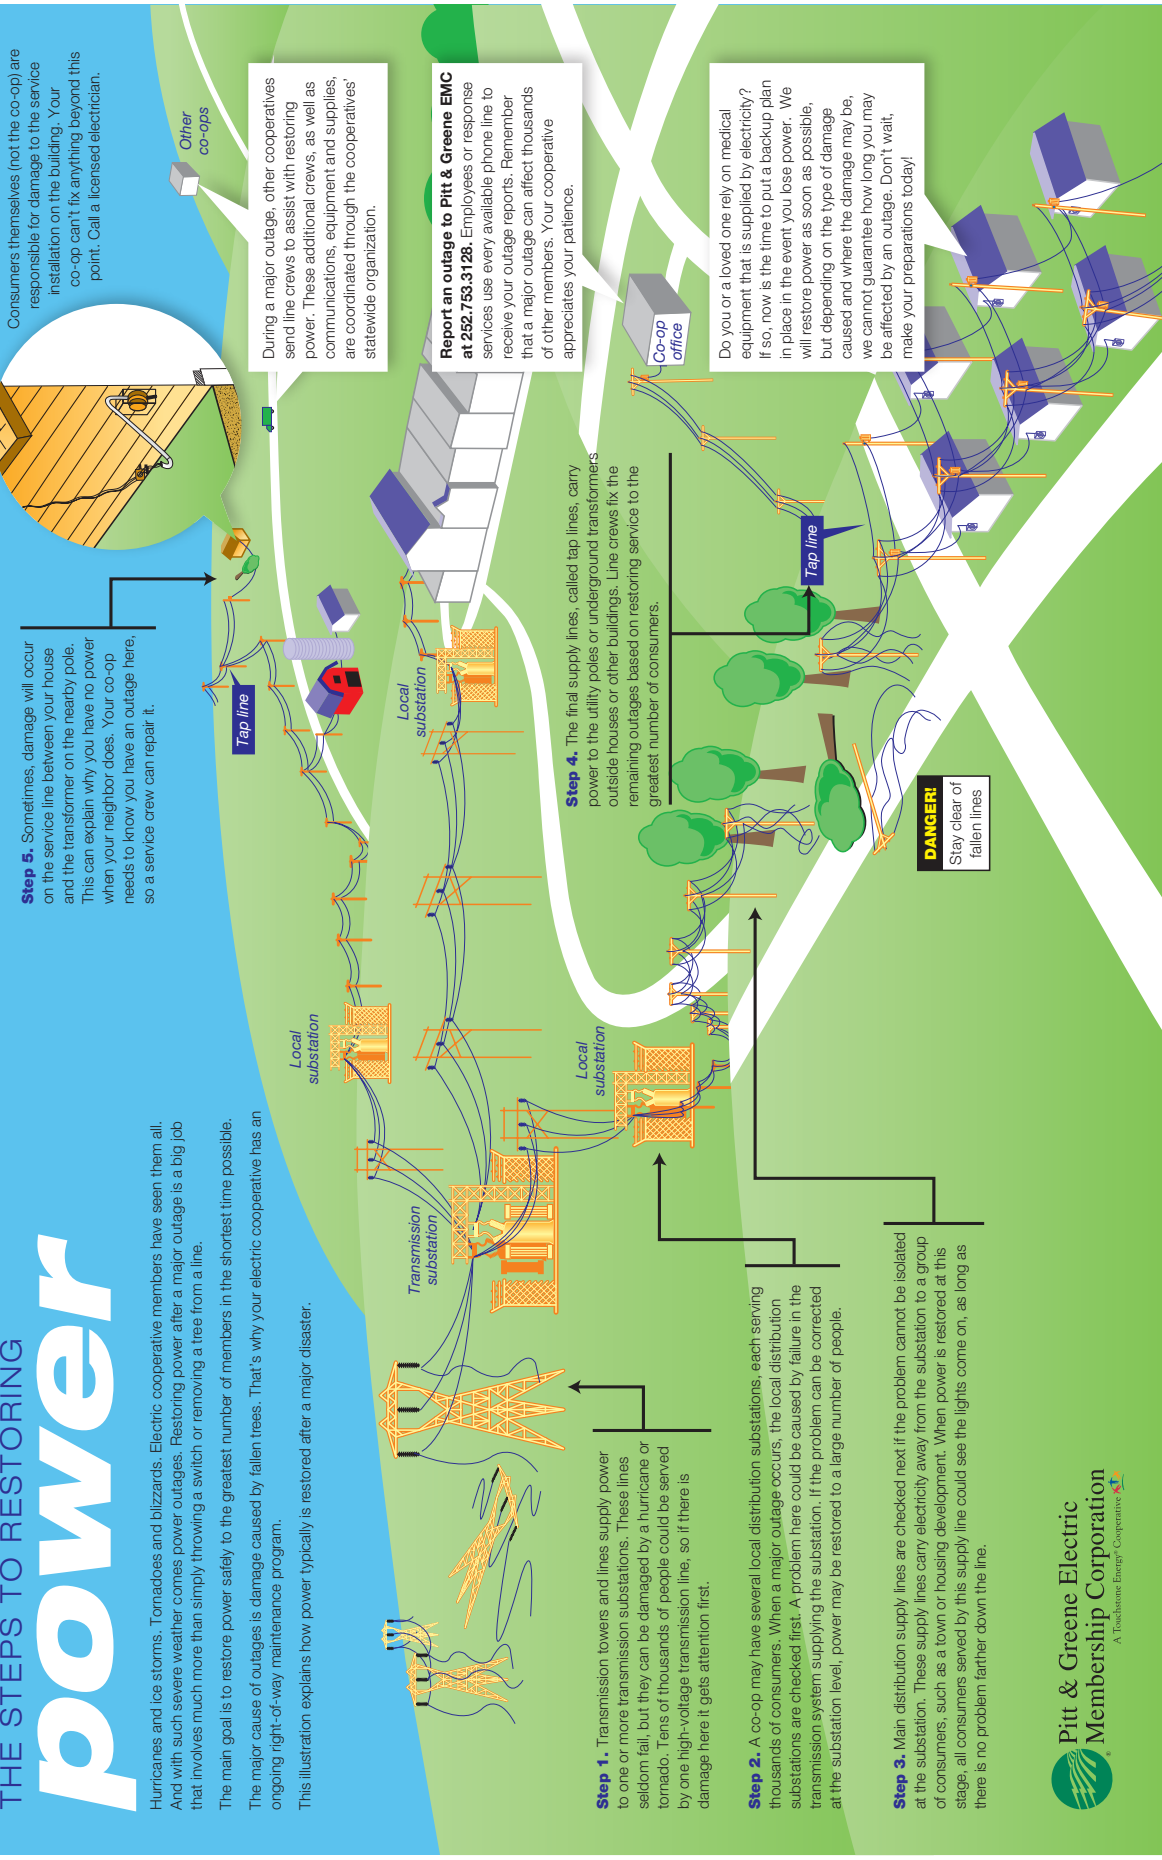 THE STEPS TO RESTORING
power
Hurricanes and ice storms. Tornadoes and blizzards. Electric cooperative members have seen them all.
And with such severe weather comes power outages. Restoring power after a major outage is a big job
that involves much more than simply throwing a switch or removing a tree from a line.
The main goal is to restore power safely to the greatest number of members in the shortest time possible.
The major cause of outages is damage caused by fallen trees. That's why your electric cooperative has an
ongoing right-of-way maintenance program.
This illustration explains how power typically is restored after a major disaster.
Step 1. Transmission towers and lines supply power
to one or more transmission substations. These lines
seldom fail, but they can be damaged by a hurricane or
tornado. Tens of thousands of people could be served
by one high-voltage transmission line, so if there is
damage here it gets attention first.
Step 2. A co-op may have several local distribution substations, each serving
thousands of consumers. When a major outage occurs, the local distribution
substations are checked first. A problem here could be caused by failure in the
transmission system supplying the substation. If the problem can be corrected
at the substation level, power may be restored to a large number of people.
Step 3. Main distribution supply lines are checked next if the problem cannot be isolated
at the substation. These supply lines carry electricity away from the substation to a group
of consumers, such as a town or housing development. When power is restored at this
stage, all consumers served by this supply line could see the lights come on, as long as
there is no problem farther down the line.
Pitt & Greene Electric
Membership Corporation
A Touchstone Energy® Cooperative
®
Transmission
substation
Local
substation
Local
substation
Local
substation
Step 5. Sometimes, damage will occur
on the service line between your house
and the transformer on the nearby pole.
This can explain why you have no power
when your neighbor does. Your co-op
needs to know you have an outage here,
so a service crew can repair it.
Tap line
Step 4. The final supply lines, called tap lines, carry
power to the utility poles or underground transformers
outside houses or other buildings. Line crews fix the
remaining outages based on restoring service to the
greatest number of consumers.
Tap line
DANGER!
Stay clear of
fallen lines
Consumers themselves (not the co-op) are
responsible for damage to the service
installation on the building. Your
co-op can't fix anything beyond this
point. Call a licensed electrician.
Other
co-ops
During a major outage, other cooperatives
send line crews to assist with restoring
power. These additional crews, as well as
communications, equipment and supplies,
are coordinated through the cooperatives'
statewide organization.
Report an outage to Pitt & Greene EMC
at 252.753.3128. Employees or response
services use every available phone line to
receive your outage reports. Remember
that a major outage can affect thousands
of other members. Your cooperative
appreciates your patience.
Co-op
office
Do you or a loved one rely on medical
equipment that is supplied by electricity?
If so, now is the time to put a backup plan
in place in the event you lose power. We
will restore power as soon as possible,
but depending on the type of damage
caused and where the damage may be,
we cannot guarantee how long you may
be affected by an outage. Don't wait,
make your preparations today!